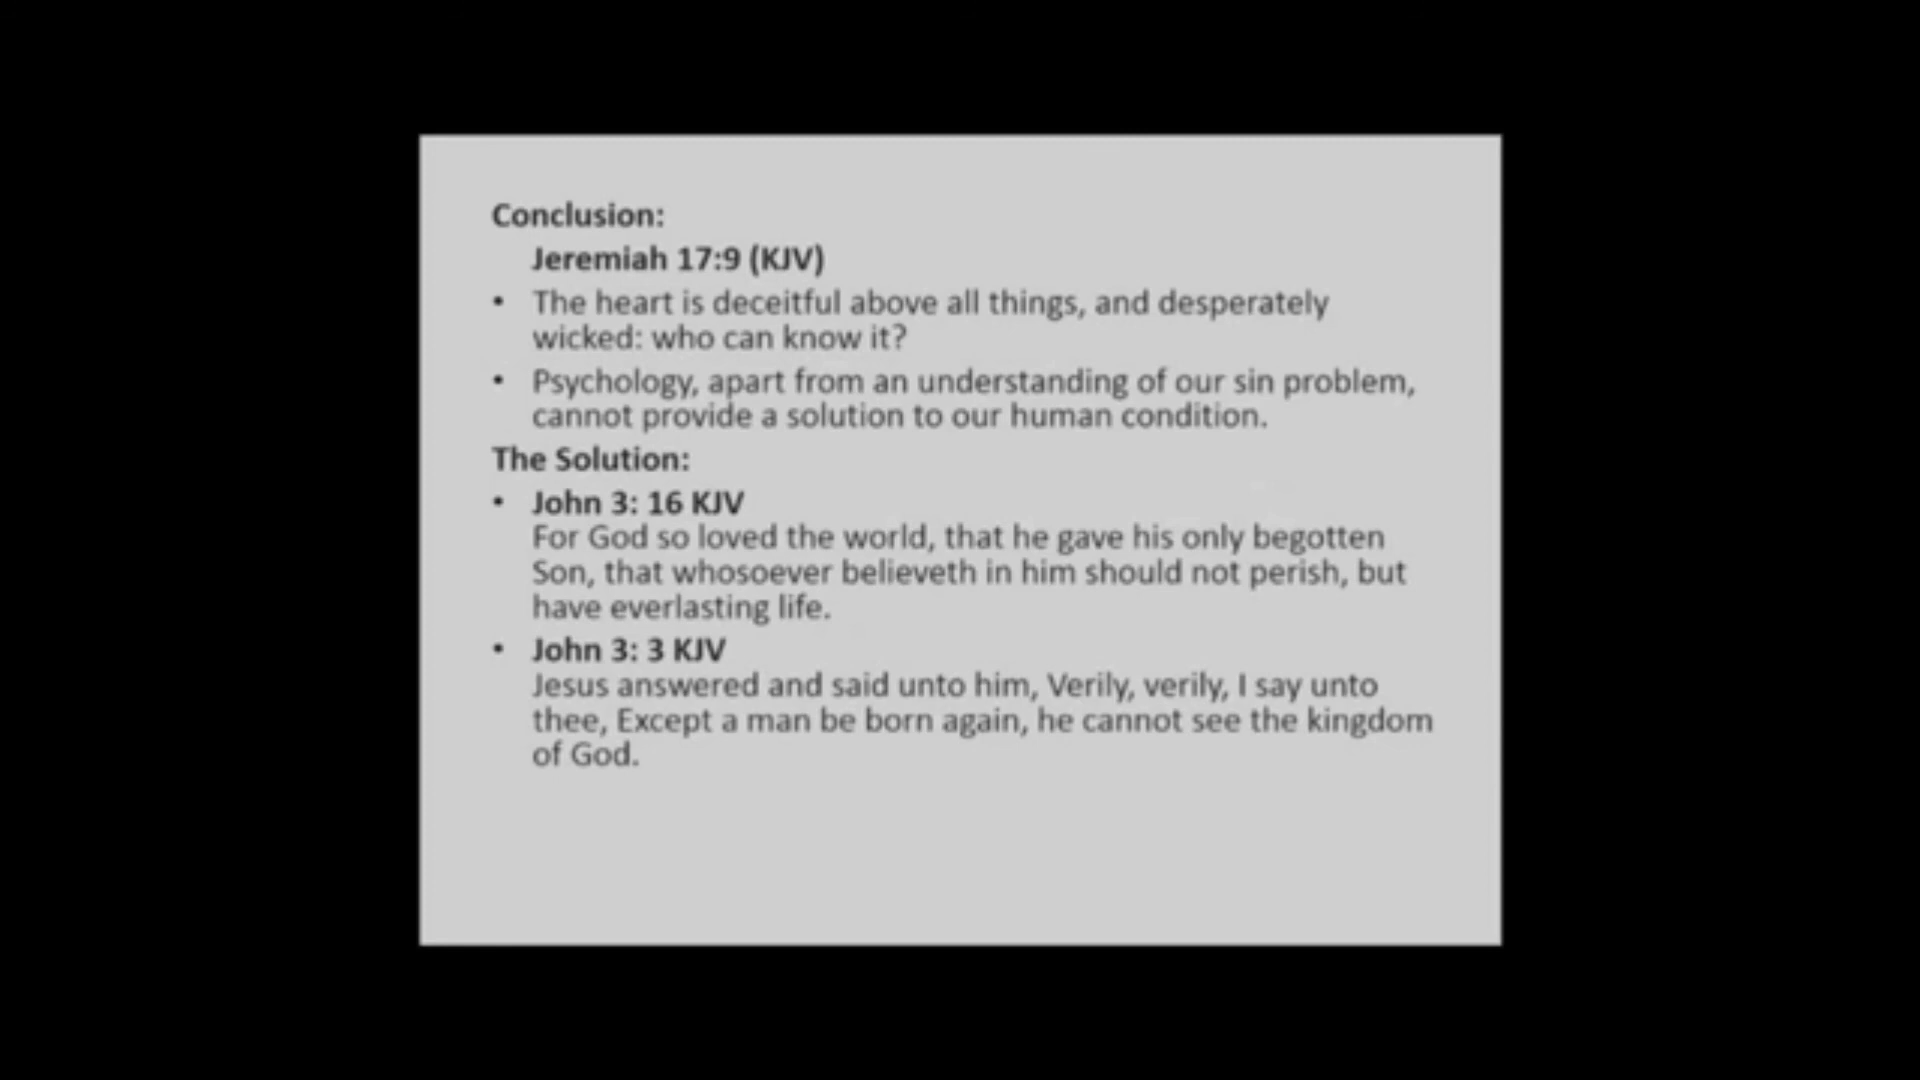 Conclusion:
Jeremiah 17:9 (KJV)
• The heart is deceitful above all things, and desperately
wicked: who can know it?
• Psychology, apart from an understanding of our sin problem,
cannot provide a solution to our human condition.
The Solution:
• John 3: 16 KJV
For God so loved the world, that he gave his only begotten
Son, that whosoever believeth in him should not perish, but
have everlasting life.
• John 3: 3 KJV
Jesus answered and said unto him, Verily, verily, I say unto
thee, Except a man be born again, he cannot see the kingdom
of God.